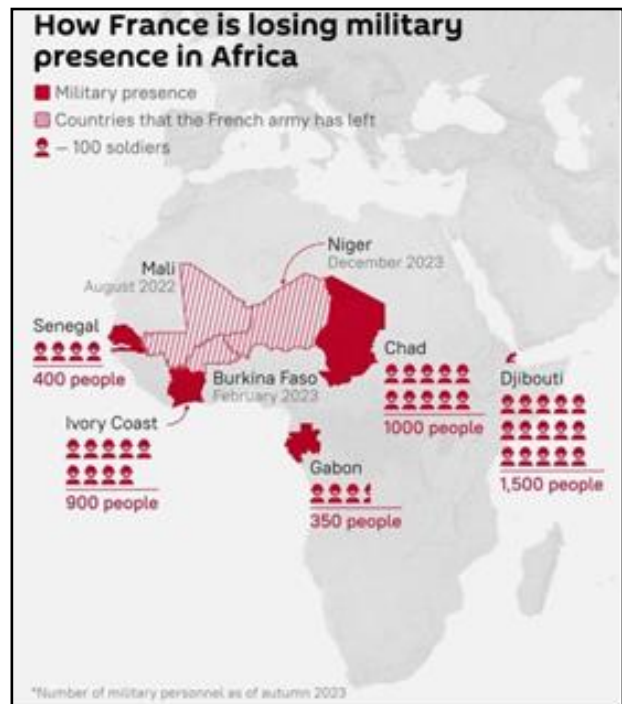 How France is losing military
presence in Africa
Military presence
Countries that the French army has left
– 100 soldiers
Niger
December 2023
Mali
August 2022
Senegal
400 people
Chad
1000 people
Djibouti
1,500 people
Burkina Faso
February 2023
Ivory Coast
900 people
Gabon
350 people
*Number of military personnel as of autumn 2023